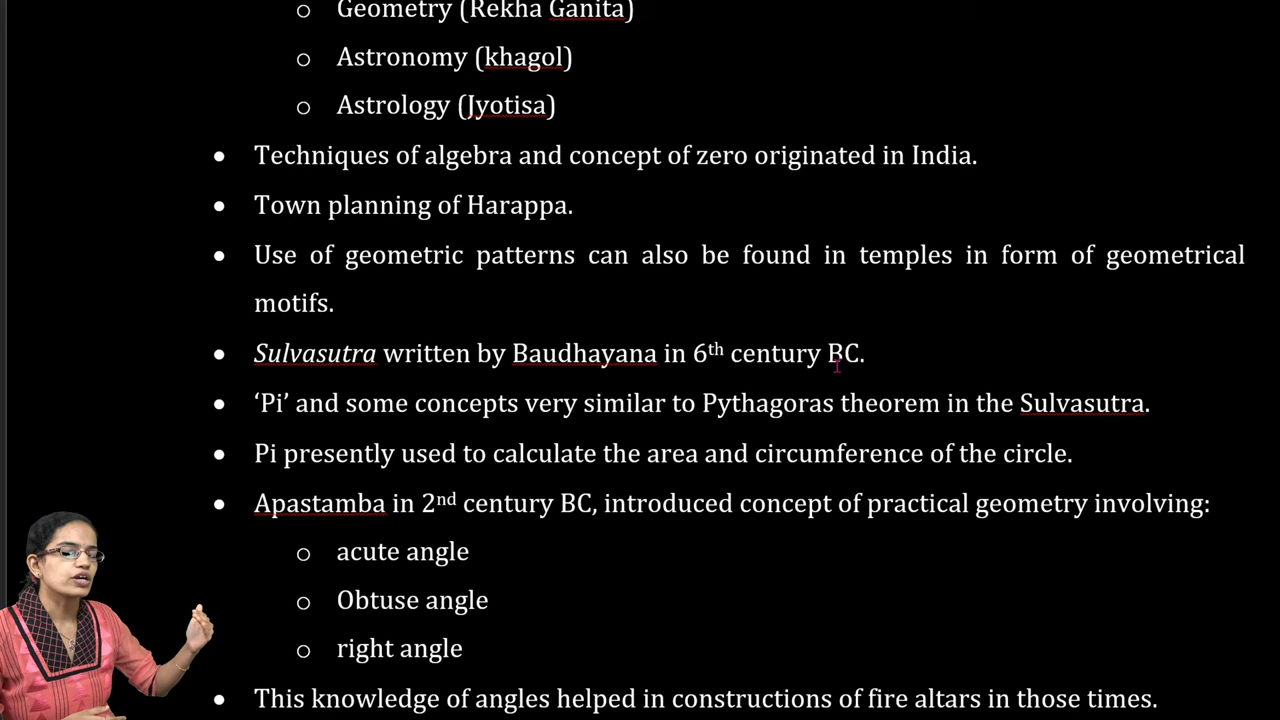 ○ Geometry (Rekha Ganita)
○ Astronomy (khagol)
○ Astrology (Jyotisa)
• Techniques of algebra and concept of zero originated in India.
• Town planning of Harappa.
• Use of geometric patterns can also be found in temples in form of geometrical
motifs.
• Sulvasutra written by Baudhayana in 6th century BC.
• ‘Pi’ and some concepts very similar to Pythagoras theorem in the Sulvasutra.
• Pi presently used to calculate the area and circumference of the circle.
• Apastamba in 2nd century BC, introduced concept of practical geometry involving:
○ acute angle
○ Obtuse angle
○ right angle
• This knowledge of angles helped in constructions of fire altars in those times.